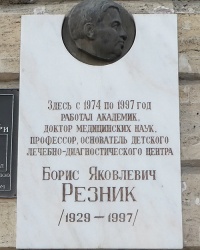 Здесь с 1974 по 1997 год
работал академик,
доктор медицинских наук,
профессор, основатель детского
лечебно-диагностического центра
Борис Яковлевич
Резник
/1929 — 1997/